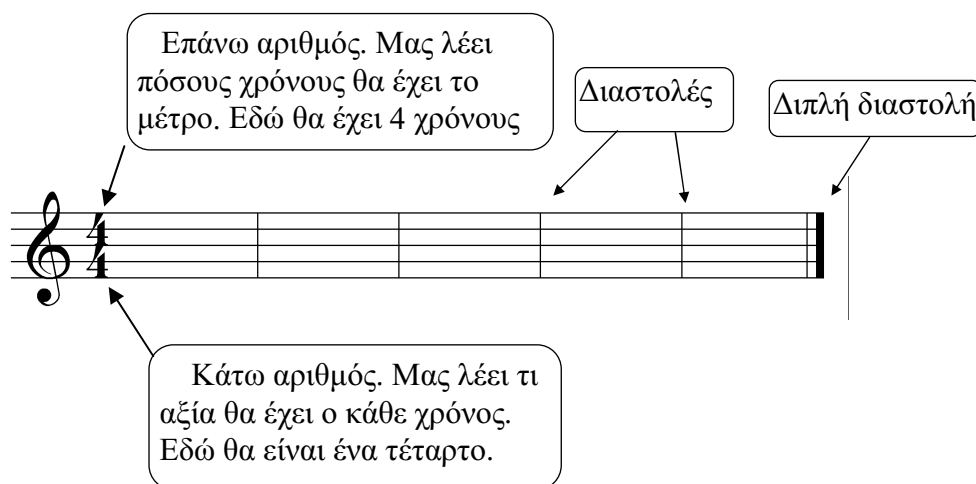 Επάνω αριθμός. Μας λέει
πόσους χρόνους θα έχει το
μέτρο. Εδώ θα έχει 4 χρόνους
Διαστολές
Διπλή διαστολή
4
4
Κάτω αριθμός. Μας λέει τι
αξία θα έχει ο κάθε χρόνος.
Εδώ θα είναι ένα τέταρτο.